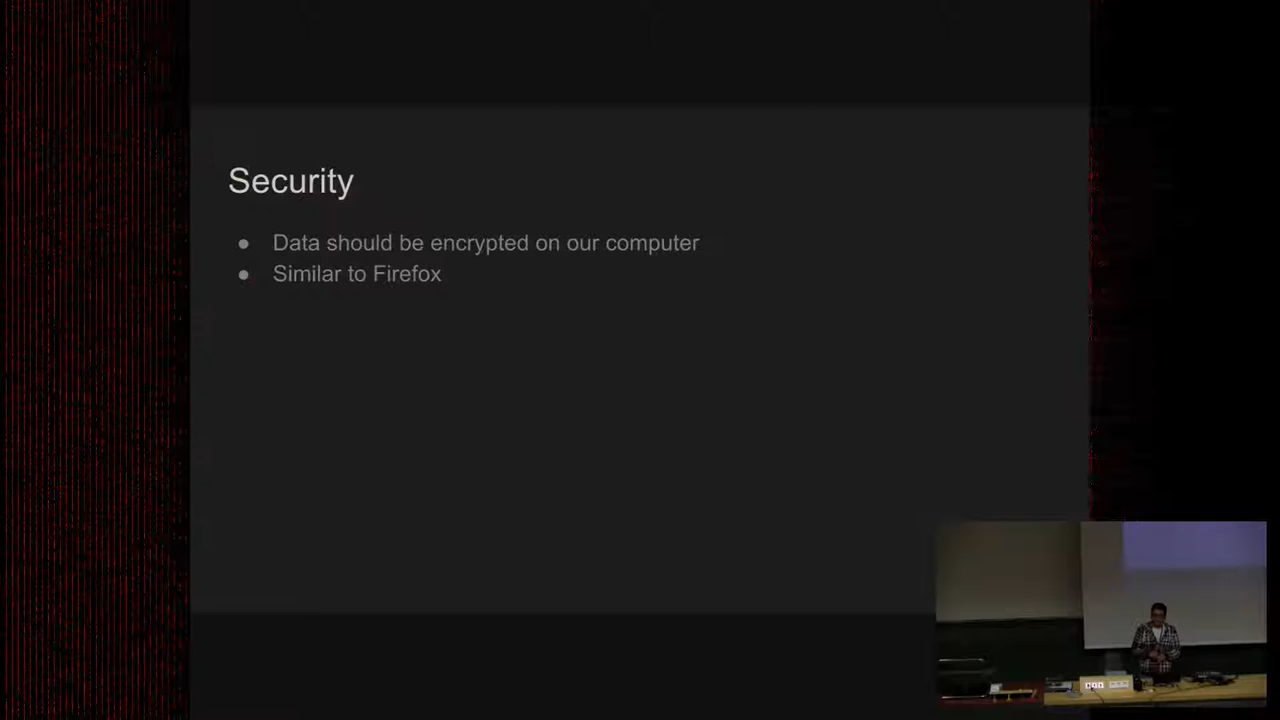 Security
● Data should be encrypted on our computer
● Similar to Firefox